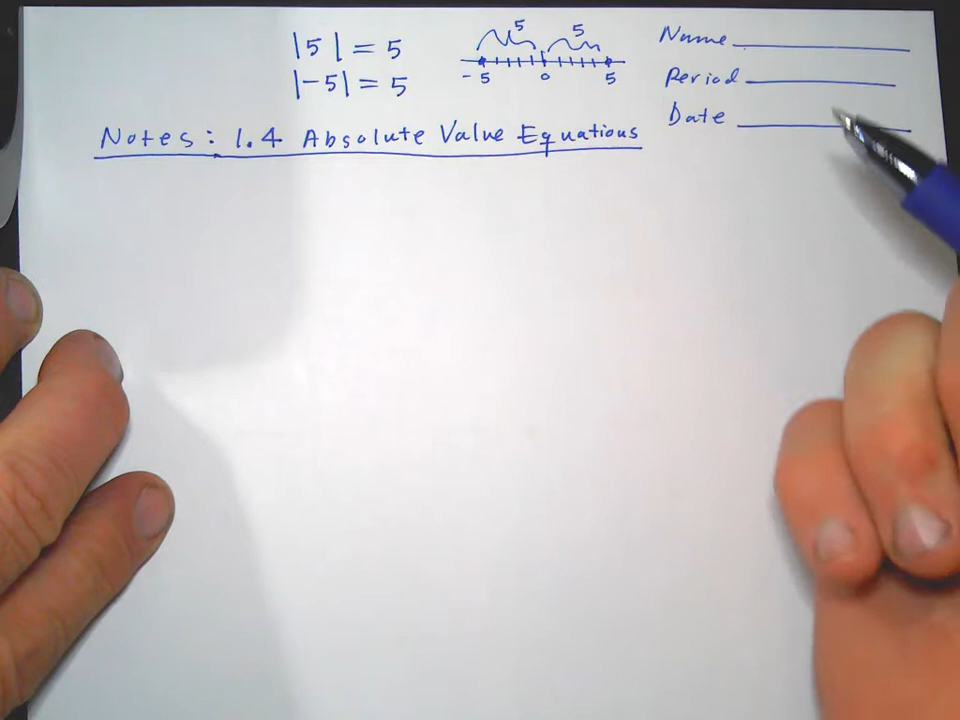 |5| = 5
|-5| = 5
5 5
-5 0 5
Name
Period
Date
Notes: 1.4 Absolute Value Equations